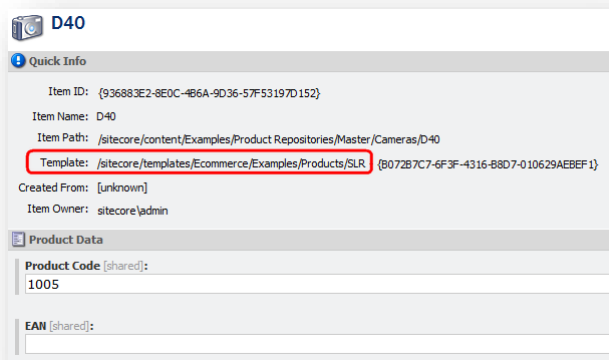 D40
Quick Info
Item ID: {936883E2-8E0C-4B6A-9D36-57F53197D152}
Item Name: D40
Item Path: /sitecore/content/Examples/Product Repositories/Master/Cameras/D40
Template: /sitecore/templates/Ecommerce/Examples/Products/SLR - {B072B7C7-6F3F-4316-B8D7-010629AEBEF1}
Created From: [unknown]
Item Owner: sitecore\admin
Product Data
Product Code [shared]:
1005
EAN [shared]: